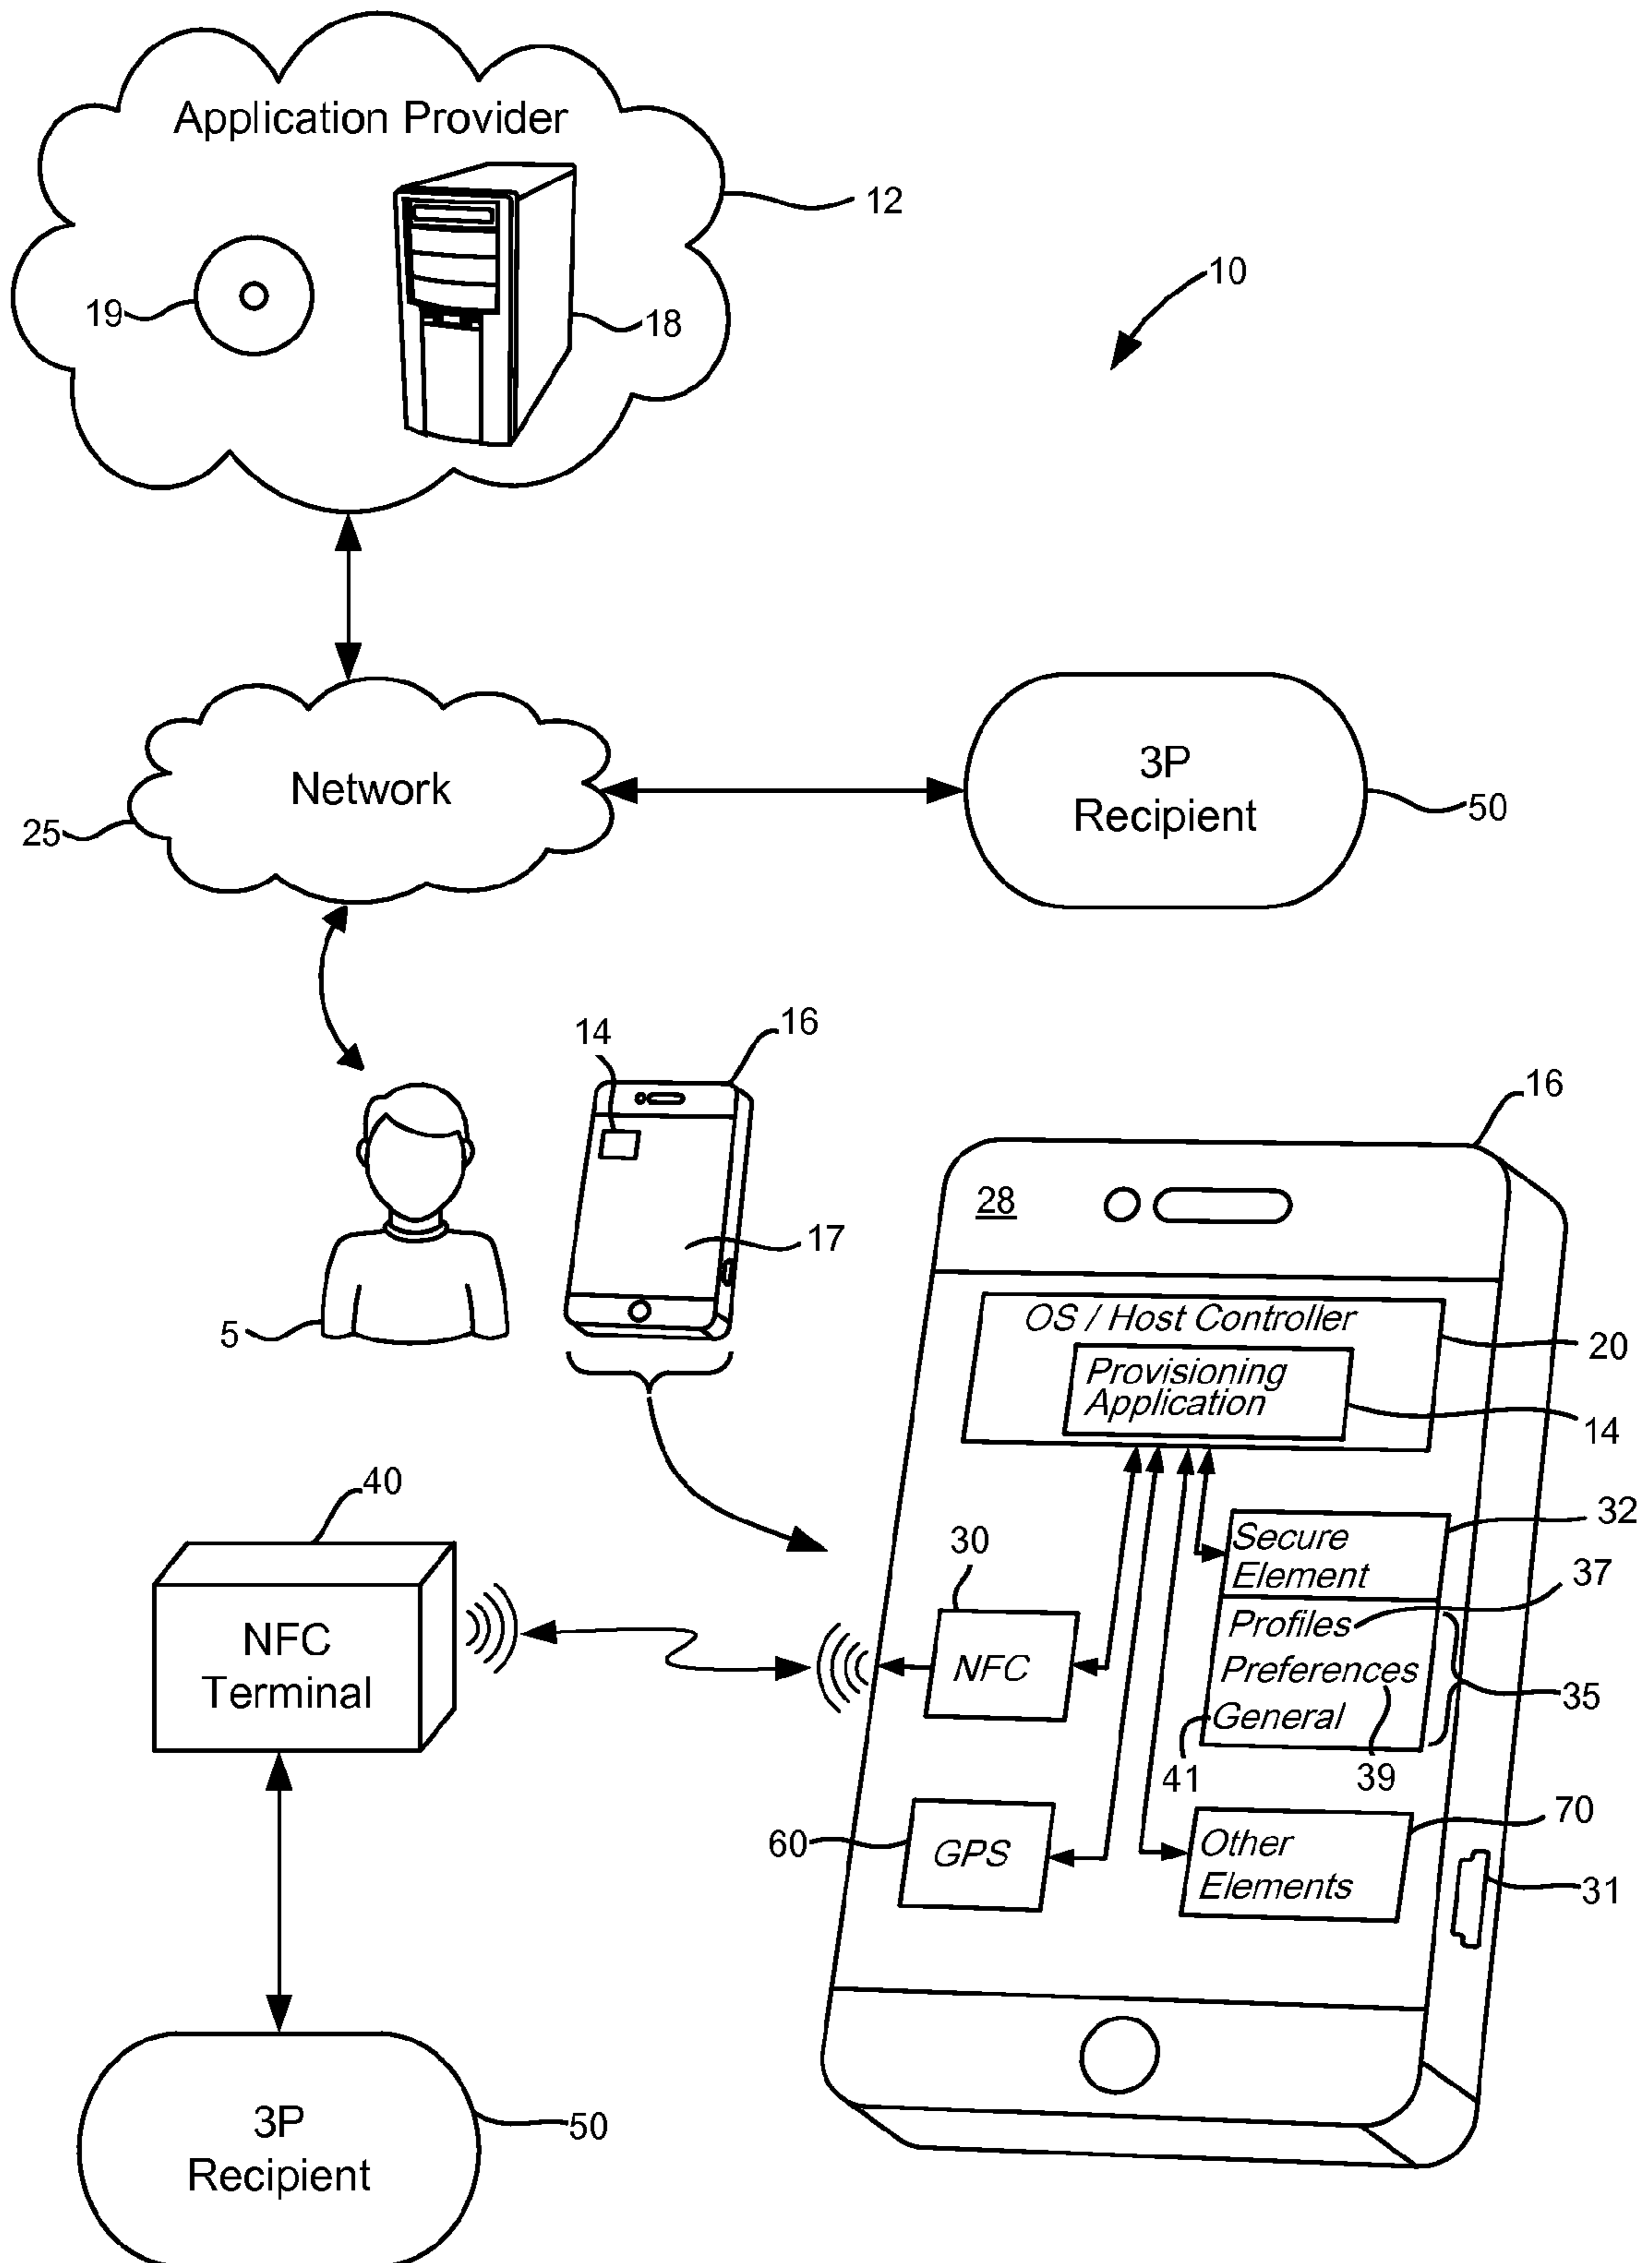 Application Provider
12
10
19
18
Network
25
3P
Recipient
50
14
16
17
5
16
28
OS / Host Controller
20
Provisioning
Application
14
40
NFC
Terminal
30
NFC
Secure
Element
32
37
Profiles
Preferences
General
35
41
39
60
GPS
Other
Elements
70
31
3P
Recipient
50